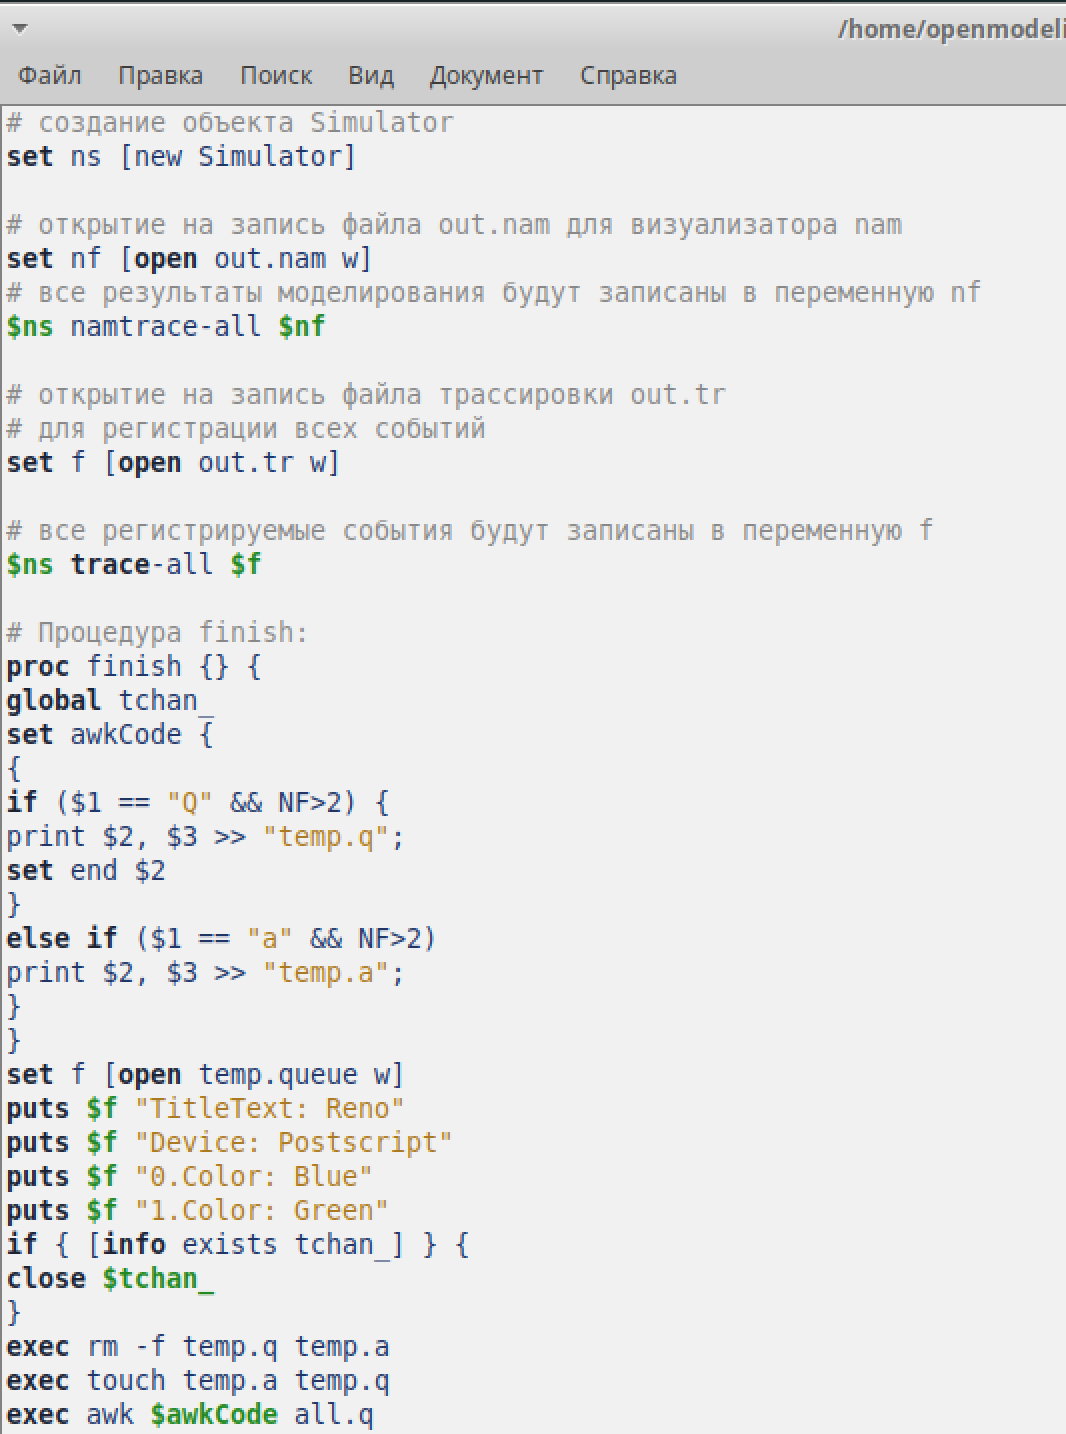 /home/openmodeli
Файл Правка Поиск Вид Документ Справка
# создание объекта Simulator
set ns [new Simulator]
# открытие на запись файла out.nam для визуализатора nam
set nf [open out.nam w]
# все результаты моделирования будут записаны в переменную nf
$ns namtrace-all $nf
# открытие на запись файла трассировки out.tr
# для регистрации всех событий
set f [open out.tr w]
# все регистрируемые события будут записаны в переменную f
$ns trace-all $f
# Процедура finish:
proc finish {} {
global tchan_
set awkCode {
{
if ($1 == "Q" && NF>2) {
print $2, $3 >> "temp.q";
set end $2
}
else if ($1 == "a" && NF>2)
print $2, $3 >> "temp.a";
}
}
set f [open temp.queue w]
puts $f "TitleText: Reno"
puts $f "Device: Postscript"
puts $f "0.Color: Blue"
puts $f "1.Color: Green"
if { [info exists tchan_] } {
close $tchan_
}
exec rm -f temp.q temp.a
exec touch temp.a temp.q
exec awk $awkCode all.q